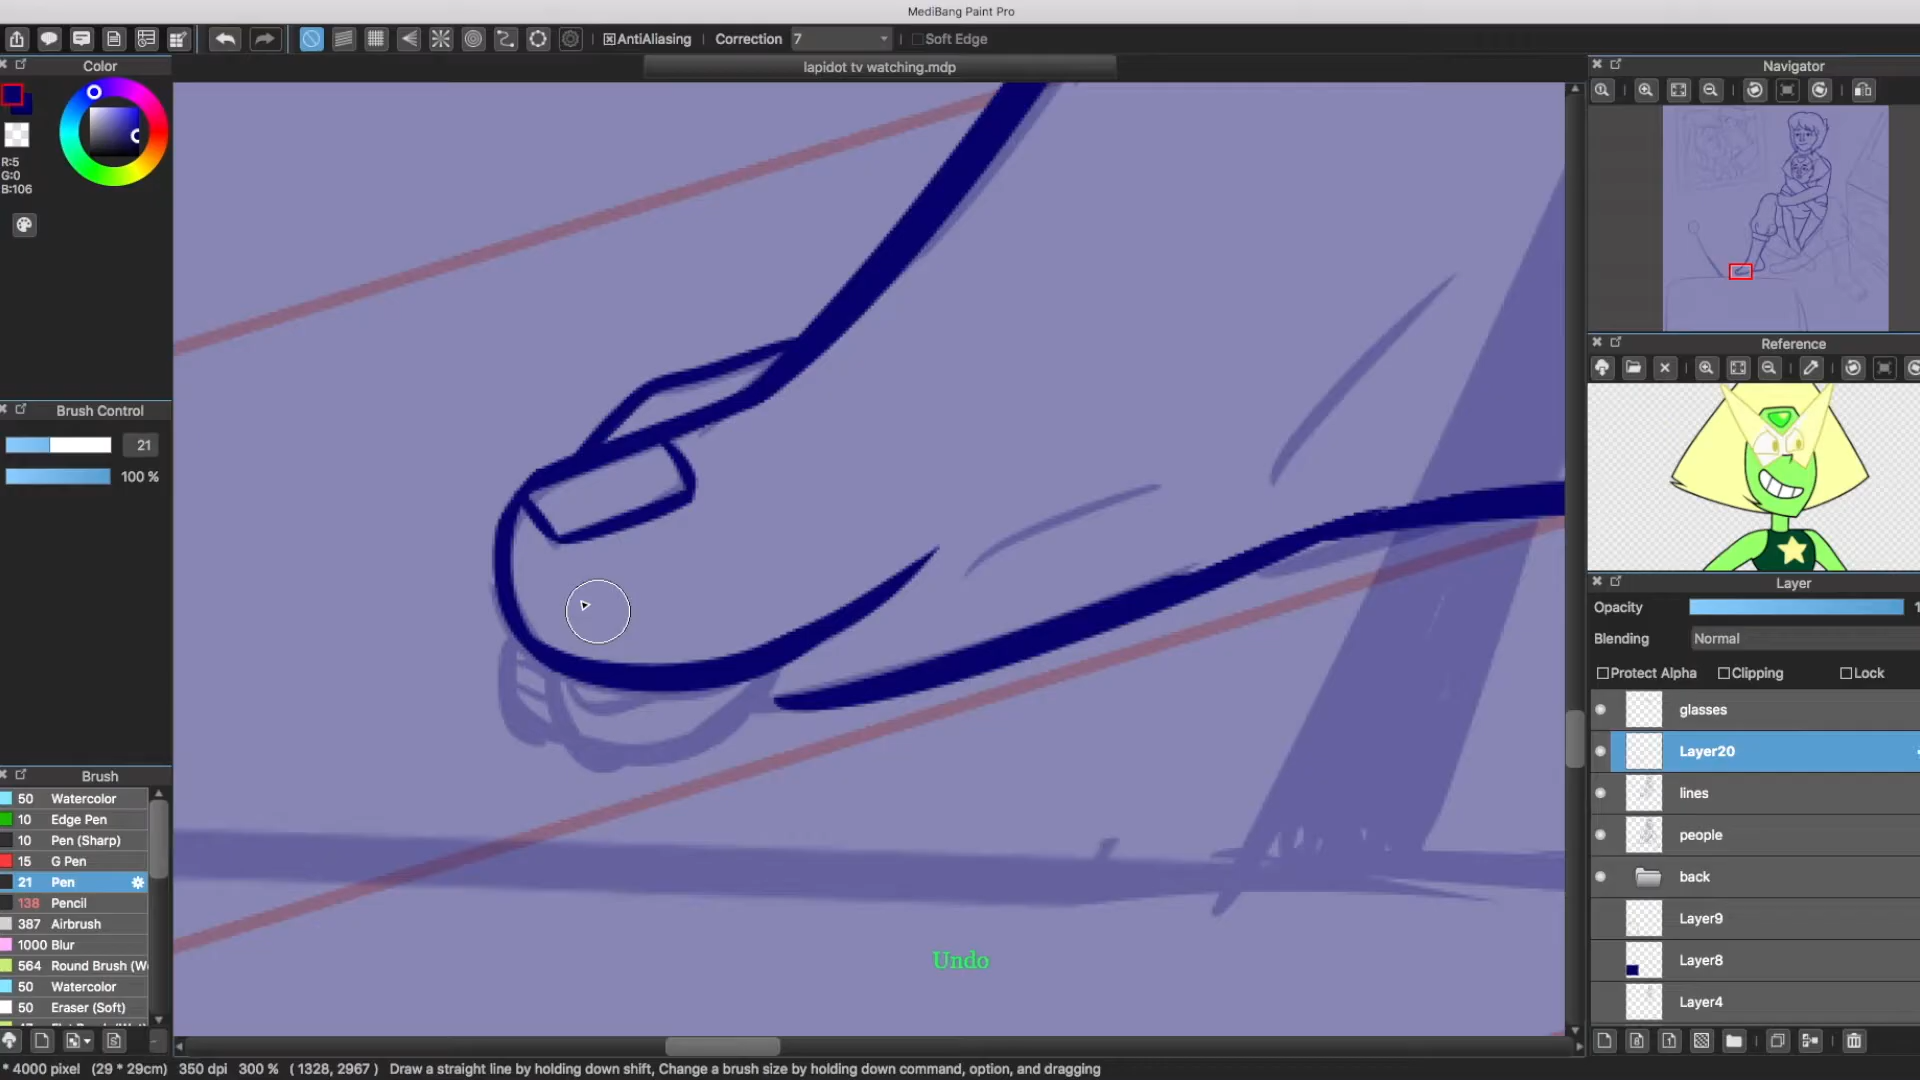 MediBang Paint Pro
AntiAliasing
Correction 7
Soft Edge
lapidot tv watching.mdp
Color
R:5
G:0
B:106
Brush Control
21
100 %
Brush
50 Watercolor
10 Edge Pen
10 Pen (Sharp)
15 G Pen
21 Pen
138 Pencil
387 Airbrush
1000 Blur
564 Round Brush (W
50 Watercolor
50 Eraser (Soft)
Undo
Navigator
Reference
Layer
Opacity
Blending Normal
Protect Alpha Clipping Lock
glasses
Layer20
lines
people
back
Layer9
Layer8
Layer4
* 4000 pixel (29 * 29cm) 350 dpi 300 % ( 1328, 2967 ) Draw a straight line by holding down shift, Change a brush size by holding down command, option, and dragging